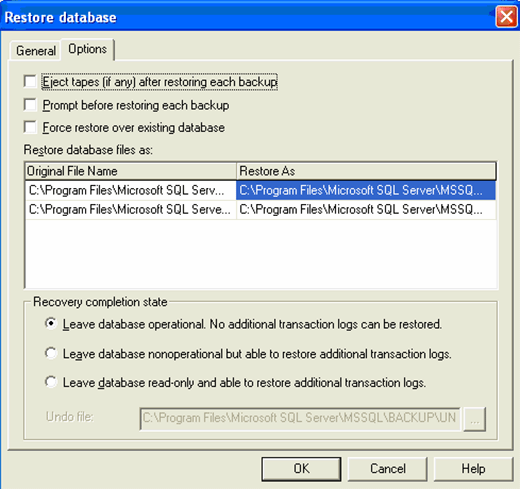 Restore database
General Options
Eject tapes (if any) after restoring each backup
Prompt before restoring each backup
Force restore over existing database
Restore database files as:
Original File Name Restore As
C:\Program Files\Microsoft SQL Serv... C:\Program Files\Microsoft SQL Server\MSSQ...
C:\Program Files\Microsoft SQL Serve... C:\Program Files\Microsoft SQL Server\MSSQ...
Recovery completion state
Leave database operational. No additional transaction logs can be restored.
Leave database nonoperational but able to restore additional transaction logs.
Leave database read-only and able to restore additional transaction logs.
Undo file: C:\Program Files\Microsoft SQL Server\MSSQL\BACKUP\UN ...
OK Cancel Help